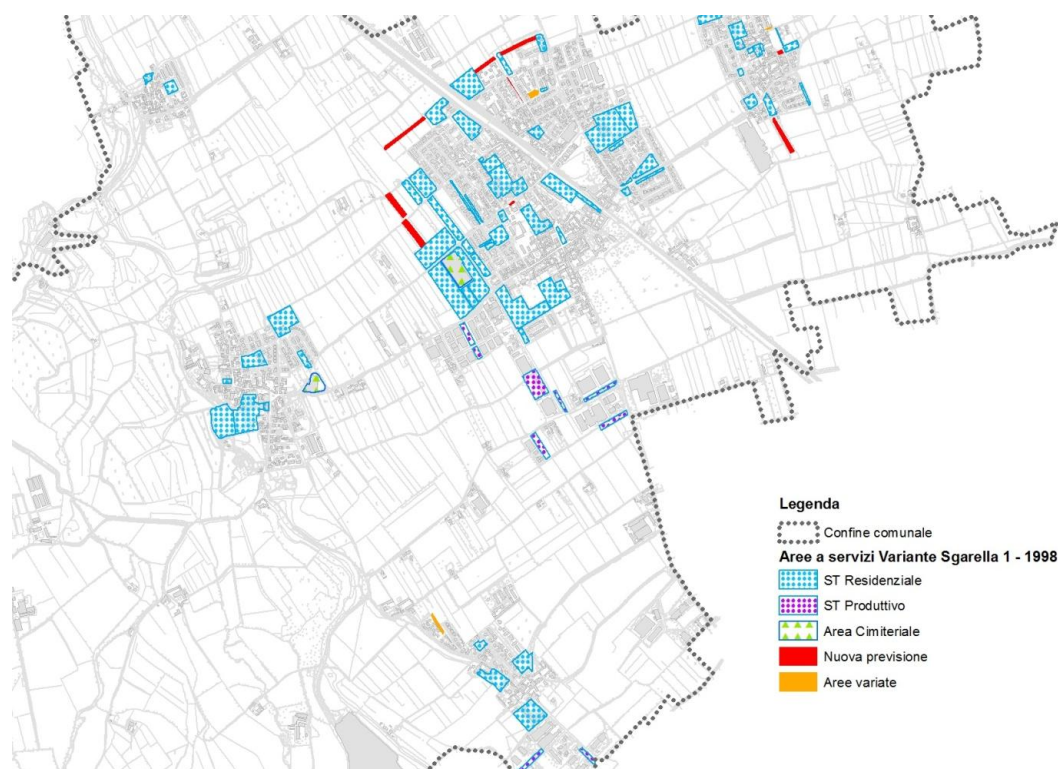 Legenda
Confine comunale
Aree a servizi Variante Sgarella 1 - 1998
ST Residenziale
ST Produttivo
Area Cimiteriale
Nuova previsione
Aree variate